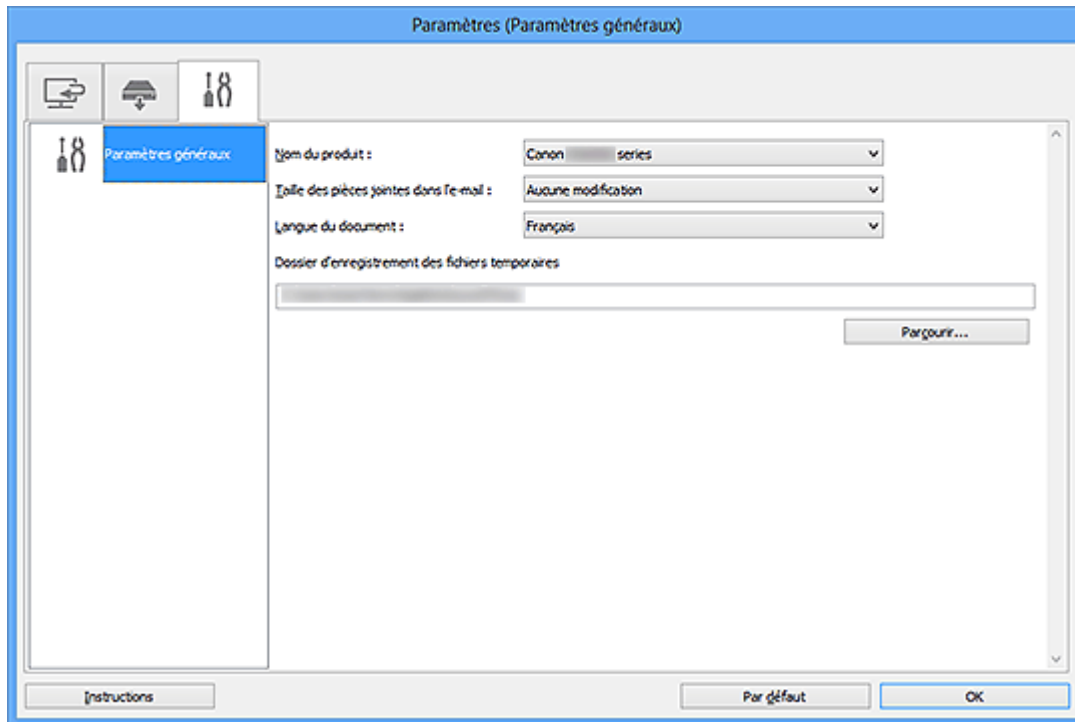 Paramètres (Paramètres généraux)
Paramètres généraux
Nom du produit :
Canon series
Taille des pièces jointes dans l'e-mail :
Aucune modification
Langue du document :
Français
Dossier d'enregistrement des fichiers temporaires
Parcourir...
Instructions
Par défaut
OK